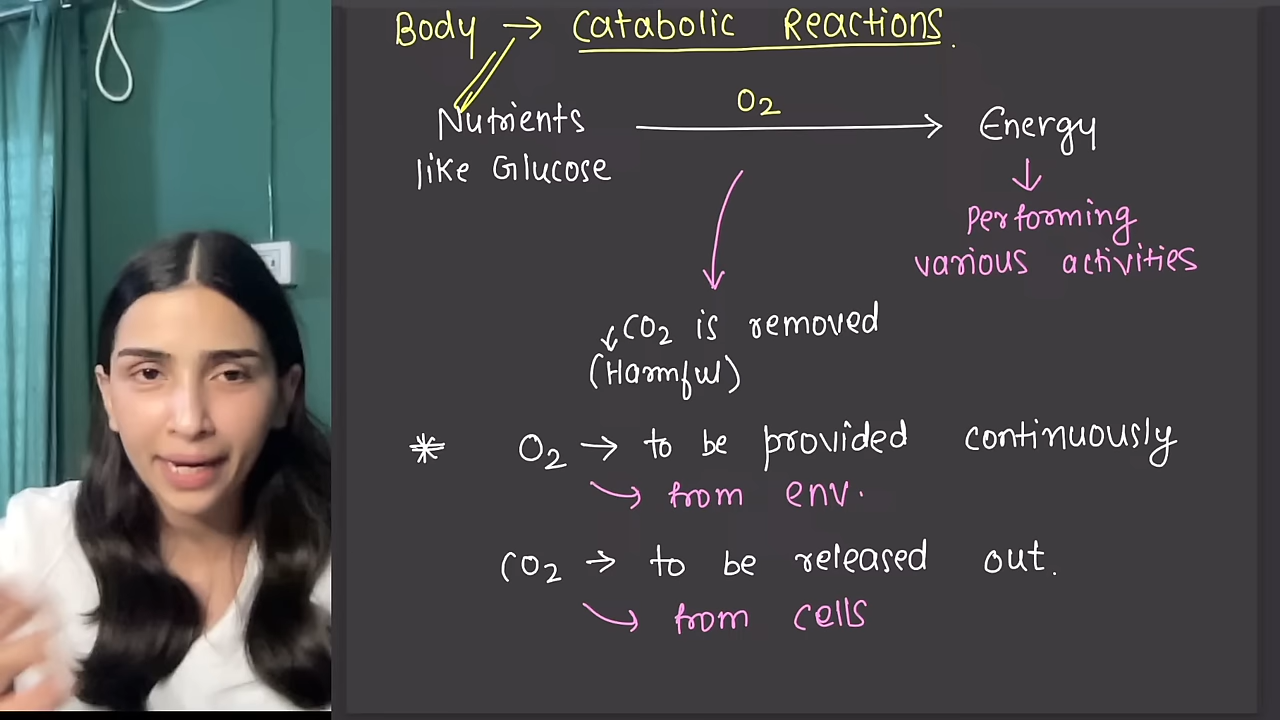 Body → Catabolic Reactions.
O2
Nutrients → Energy
like Glucose
↓
Performing
various activities
CO2 is removed
(Harmful)
* O2 → to be provided continuously
→ from env.
CO2 → to be released out.
→ from cells